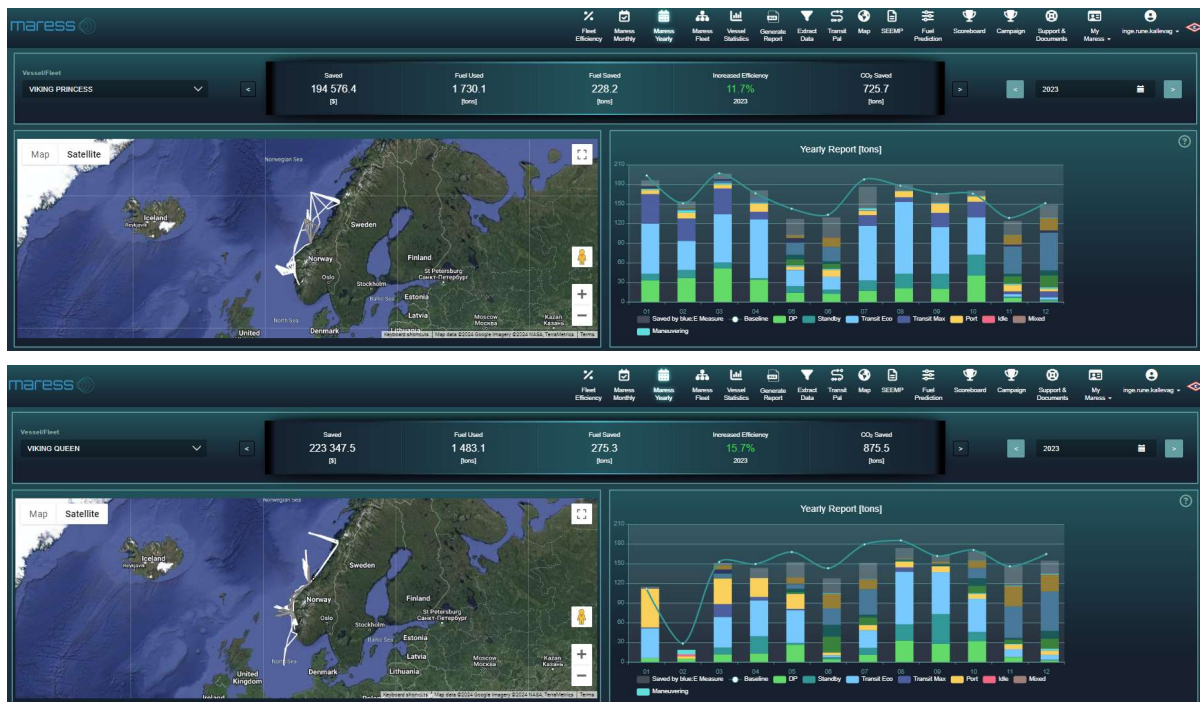 maress
Fleet Efficiency
Maress Monthly
Maress Yearly
Maress Fleet
Vessel Statistics
Generate Report
Extract Data
Transit Pal
Map
SEEMP
Fuel Prediction
Scoreboard
Campaign
Support & Documents
My Maress
inge.rune.kallevag
Vessel/Fleet
VIKING PRINCESS
<
Saved
194 576.4
[$]
Fuel Used
1 730.1
[tons]
Fuel Saved
228.2
[tons]
Increased Efficiency
11.7%
2023
CO₂ Saved
725.7
[tons]
>
<
2023
>
Map Satellite
Norwegian Sea
Iceland
Reykjavik
Sweden
Norway
Finland
Oslo
St Petersburg
Санкт-Петербург
Stockholm
Estonia
Baltic Sea
Latvia
Moscow
Москва
Kazan
Казань
North Sea
Denmark
Lithuania
United
Keyboard shortcuts Map data ©2024 Google Imagery ©2024 NASA, TerraMetrics Terms
+
−
Yearly Report [tons]
?
210
180
150
120
90
60
30
0
01 02 03 04 05 06 07 08 09 10 11 12
Saved by blue:E Measure Baseline DP Standby Transit Eco Transit Max Port Idle Mixed
Maneuvering
maress
Fleet Efficiency
Maress Monthly
Maress Yearly
Maress Fleet
Vessel Statistics
Generate Report
Extract Data
Transit Pal
Map
SEEMP
Fuel Prediction
Scoreboard
Campaign
Support & Documents
My Maress
inge.rune.kallevag
Vessel/Fleet
VIKING QUEEN
<
Saved
223 347.5
[$]
Fuel Used
1 483.1
[tons]
Fuel Saved
275.3
[tons]
Increased Efficiency
15.7%
2023
CO₂ Saved
875.5
[tons]
>
<
2023
>
Map Satellite
Norwegian Sea
Iceland
Reykjavik
Sweden
Norway
Finland
Oslo
St Petersburg
Санкт-Петербург
Stockholm
Estonia
Baltic Sea
Latvia
Moscow
Москва
Kazan
Казань
North Sea
Denmark
Lithuania
United
Kingdom
Ireland
Keyboard shortcuts Map data ©2024 Google Imagery ©2024 NASA, TerraMetrics Terms
+
−
Yearly Report [tons]
?
210
180
150
120
90
60
30
0
01 02 03 04 05 06 07 08 09 10 11 12
Saved by blue:E Measure Baseline DP Standby Transit Eco Transit Max Port Idle Mixed
Maneuvering